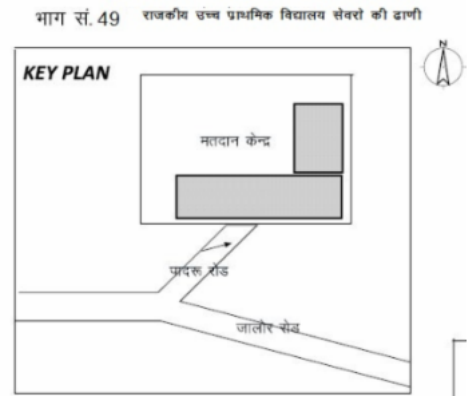 भाग सं. 49 राजकीय उच्च प्राथमिक विद्यालय सेवरो की ढाणी
N
KEY PLAN
मतदान केन्द्र
पादरू रोड
जालोर रोड